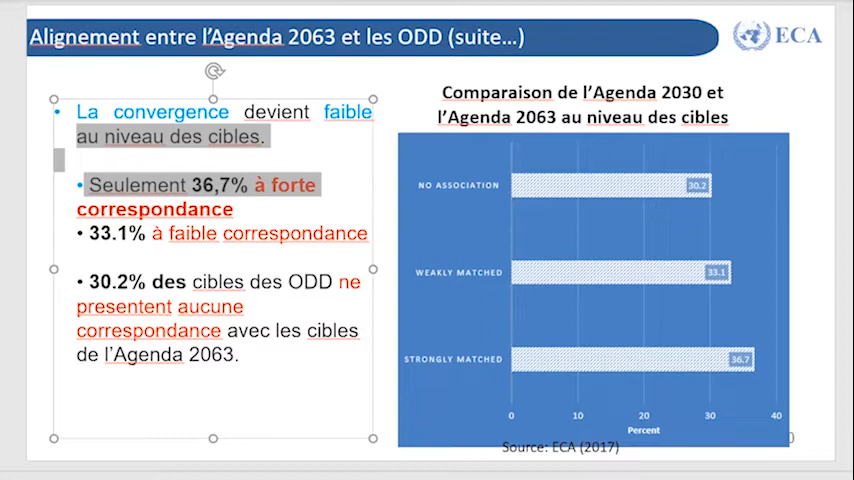 Alignement entre l'Agenda 2063 et les ODD (suite…)
ECA
• La convergence devient faible
au niveau des cibles.
• Seulement 36,7% à forte
correspondance
• 33.1% à faible correspondance
• 30.2% des cibles des ODD ne
presentent aucune
correspondance avec les cibles
de l'Agenda 2063.
Comparaison de l'Agenda 2030 et
l'Agenda 2063 au niveau des cibles
NO ASSOCIATION
30.2
WEAKLY MATCHED
33.1
STRONGLY MATCHED
36.7
0 10 20 30 40
Percent
Source: ECA (2017)